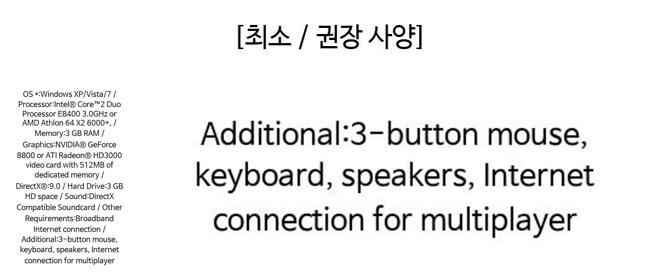 [최소 / 권장 사양]
OS *:Windows XP/Vista/7 /
Processor:Intel® Core™2 Duo
Processor E8400 3.0GHz or
AMD Athlon 64 X2 6000+, /
Memory:3 GB RAM /
Graphics:NVIDIA® GeForce
8800 or ATI Radeon® HD3000
video card with 512MB of
dedicated memory /
DirectX®:9.0 / Hard Drive:3 GB
HD space / Sound:DirectX
Compatible Soundcard / Other
Requirements:Broadband
Internet connection /
Additional:3-button mouse,
keyboard, speakers, Internet
connection for multiplayer
Additional:3-button mouse,
keyboard, speakers, Internet
connection for multiplayer